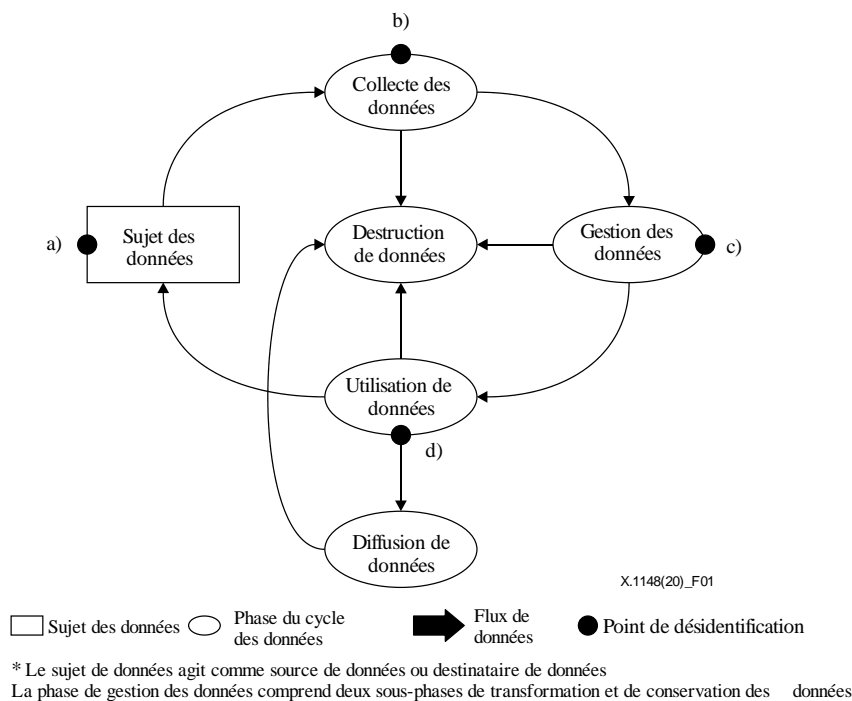 b)
Collecte des
données
a)
Sujet des
données
Destruction
de données
Gestion des
données
c)
Utilisation de
données
d)
Diffusion de
données
X.1148(20)_F01
Sujet des données
Phase du cycle
des données
Flux de
données
Point de désidentification
* Le sujet de données agit comme source de données ou destinataire de données
La phase de gestion des données comprend deux sous-phases de transformation et de conservation des données